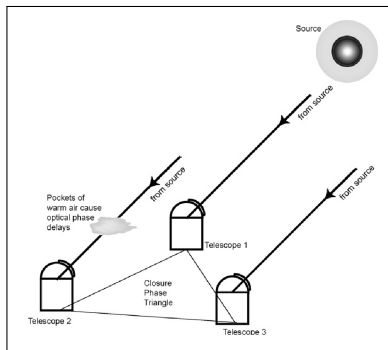 Source
from source
from source
from source
Pockets of
warm air cause
optical phase
delays
Telescope 1
Closure
Phase
Triangle
Telescope 2
Telescope 3